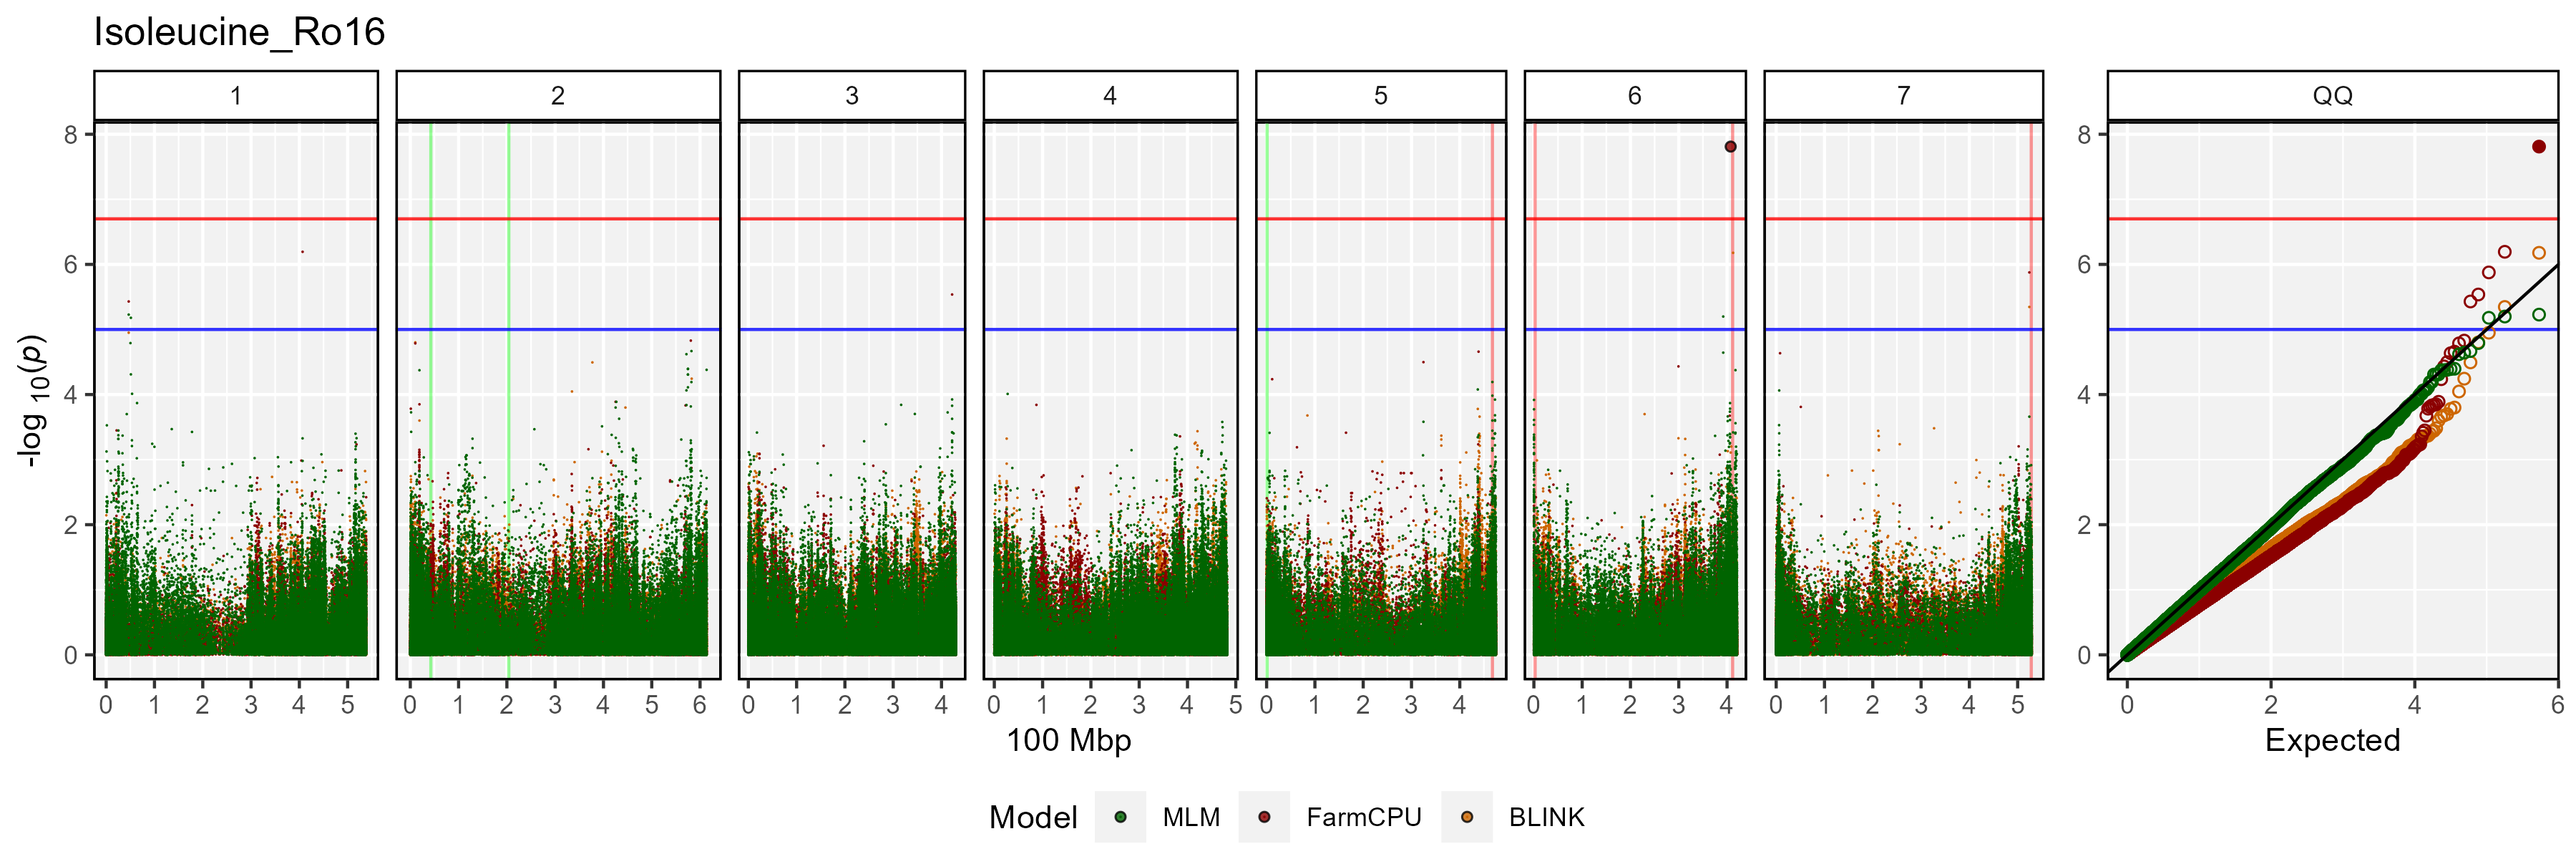 Isoleucine_Ro16
1 2 3 4 5 6 7 QQ
8 8
6 6
4 4
2 2
0 0
-log 10(p)
0 1 2 3 4 5 0 1 2 3 4 5 6 0 1 2 3 4 0 1 2 3 4 5 0 1 2 3 4 0 1 2 3 4 0 1 2 3 4 5 0 2 4 6
100 Mbp Expected
Model MLM FarmCPU BLINK